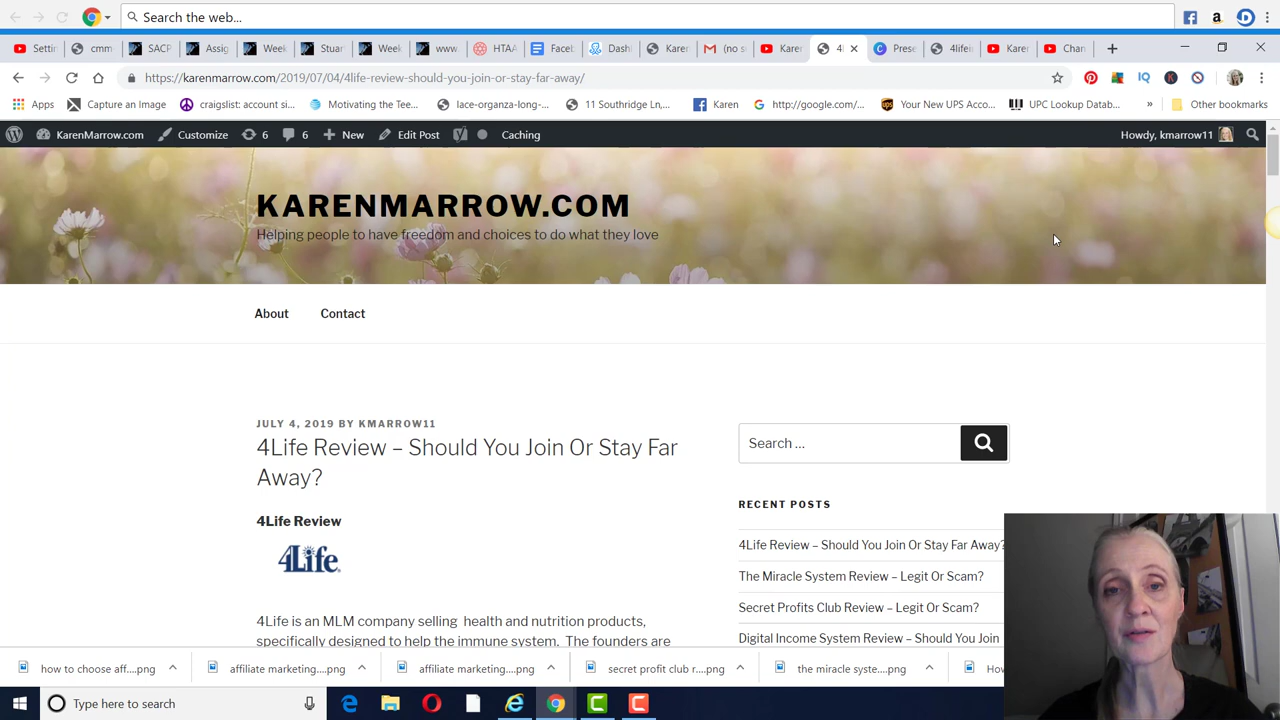 Search the web...
Settin
cmm
SACP
Assig
Week
Stuar
Week
www.
HTAA
Facel
Dash
Karer
(no s
Karer
4l
Prese
4lifei
Karer
Chan
https://karenmarrow.com/2019/07/04/4life-review-should-you-join-or-stay-far-away/
Apps
Capture an Image
craigslist: account si...
Motivating the Tee...
lace-organza-long-...
11 Southridge Ln,...
Karen
http://google.com/...
Your New UPS Acco...
UPC Lookup Datab...
»
Other bookmarks
KarenMarrow.com
Customize
6
6
New
Edit Post
Caching
Howdy, kmarrow11
KARENMARROW.COM
Helping people to have freedom and choices to do what they love
About
Contact
JULY 4, 2019 BY KMARROW11
4Life Review – Should You Join Or Stay Far
Away?
4Life Review
4Life
4Life is an MLM company selling health and nutrition products,
specifically designed to help the immune system. The founders are
Search …
RECENT POSTS
4Life Review – Should You Join Or Stay Far Away?
The Miracle System Review – Legit Or Scam?
Secret Profits Club Review – Legit Or Scam?
Digital Income System Review – Should You Join
how to choose aff....png
affiliate marketing....png
affiliate marketing....png
secret profit club r....png
the miracle syste....png
How
Type here to search